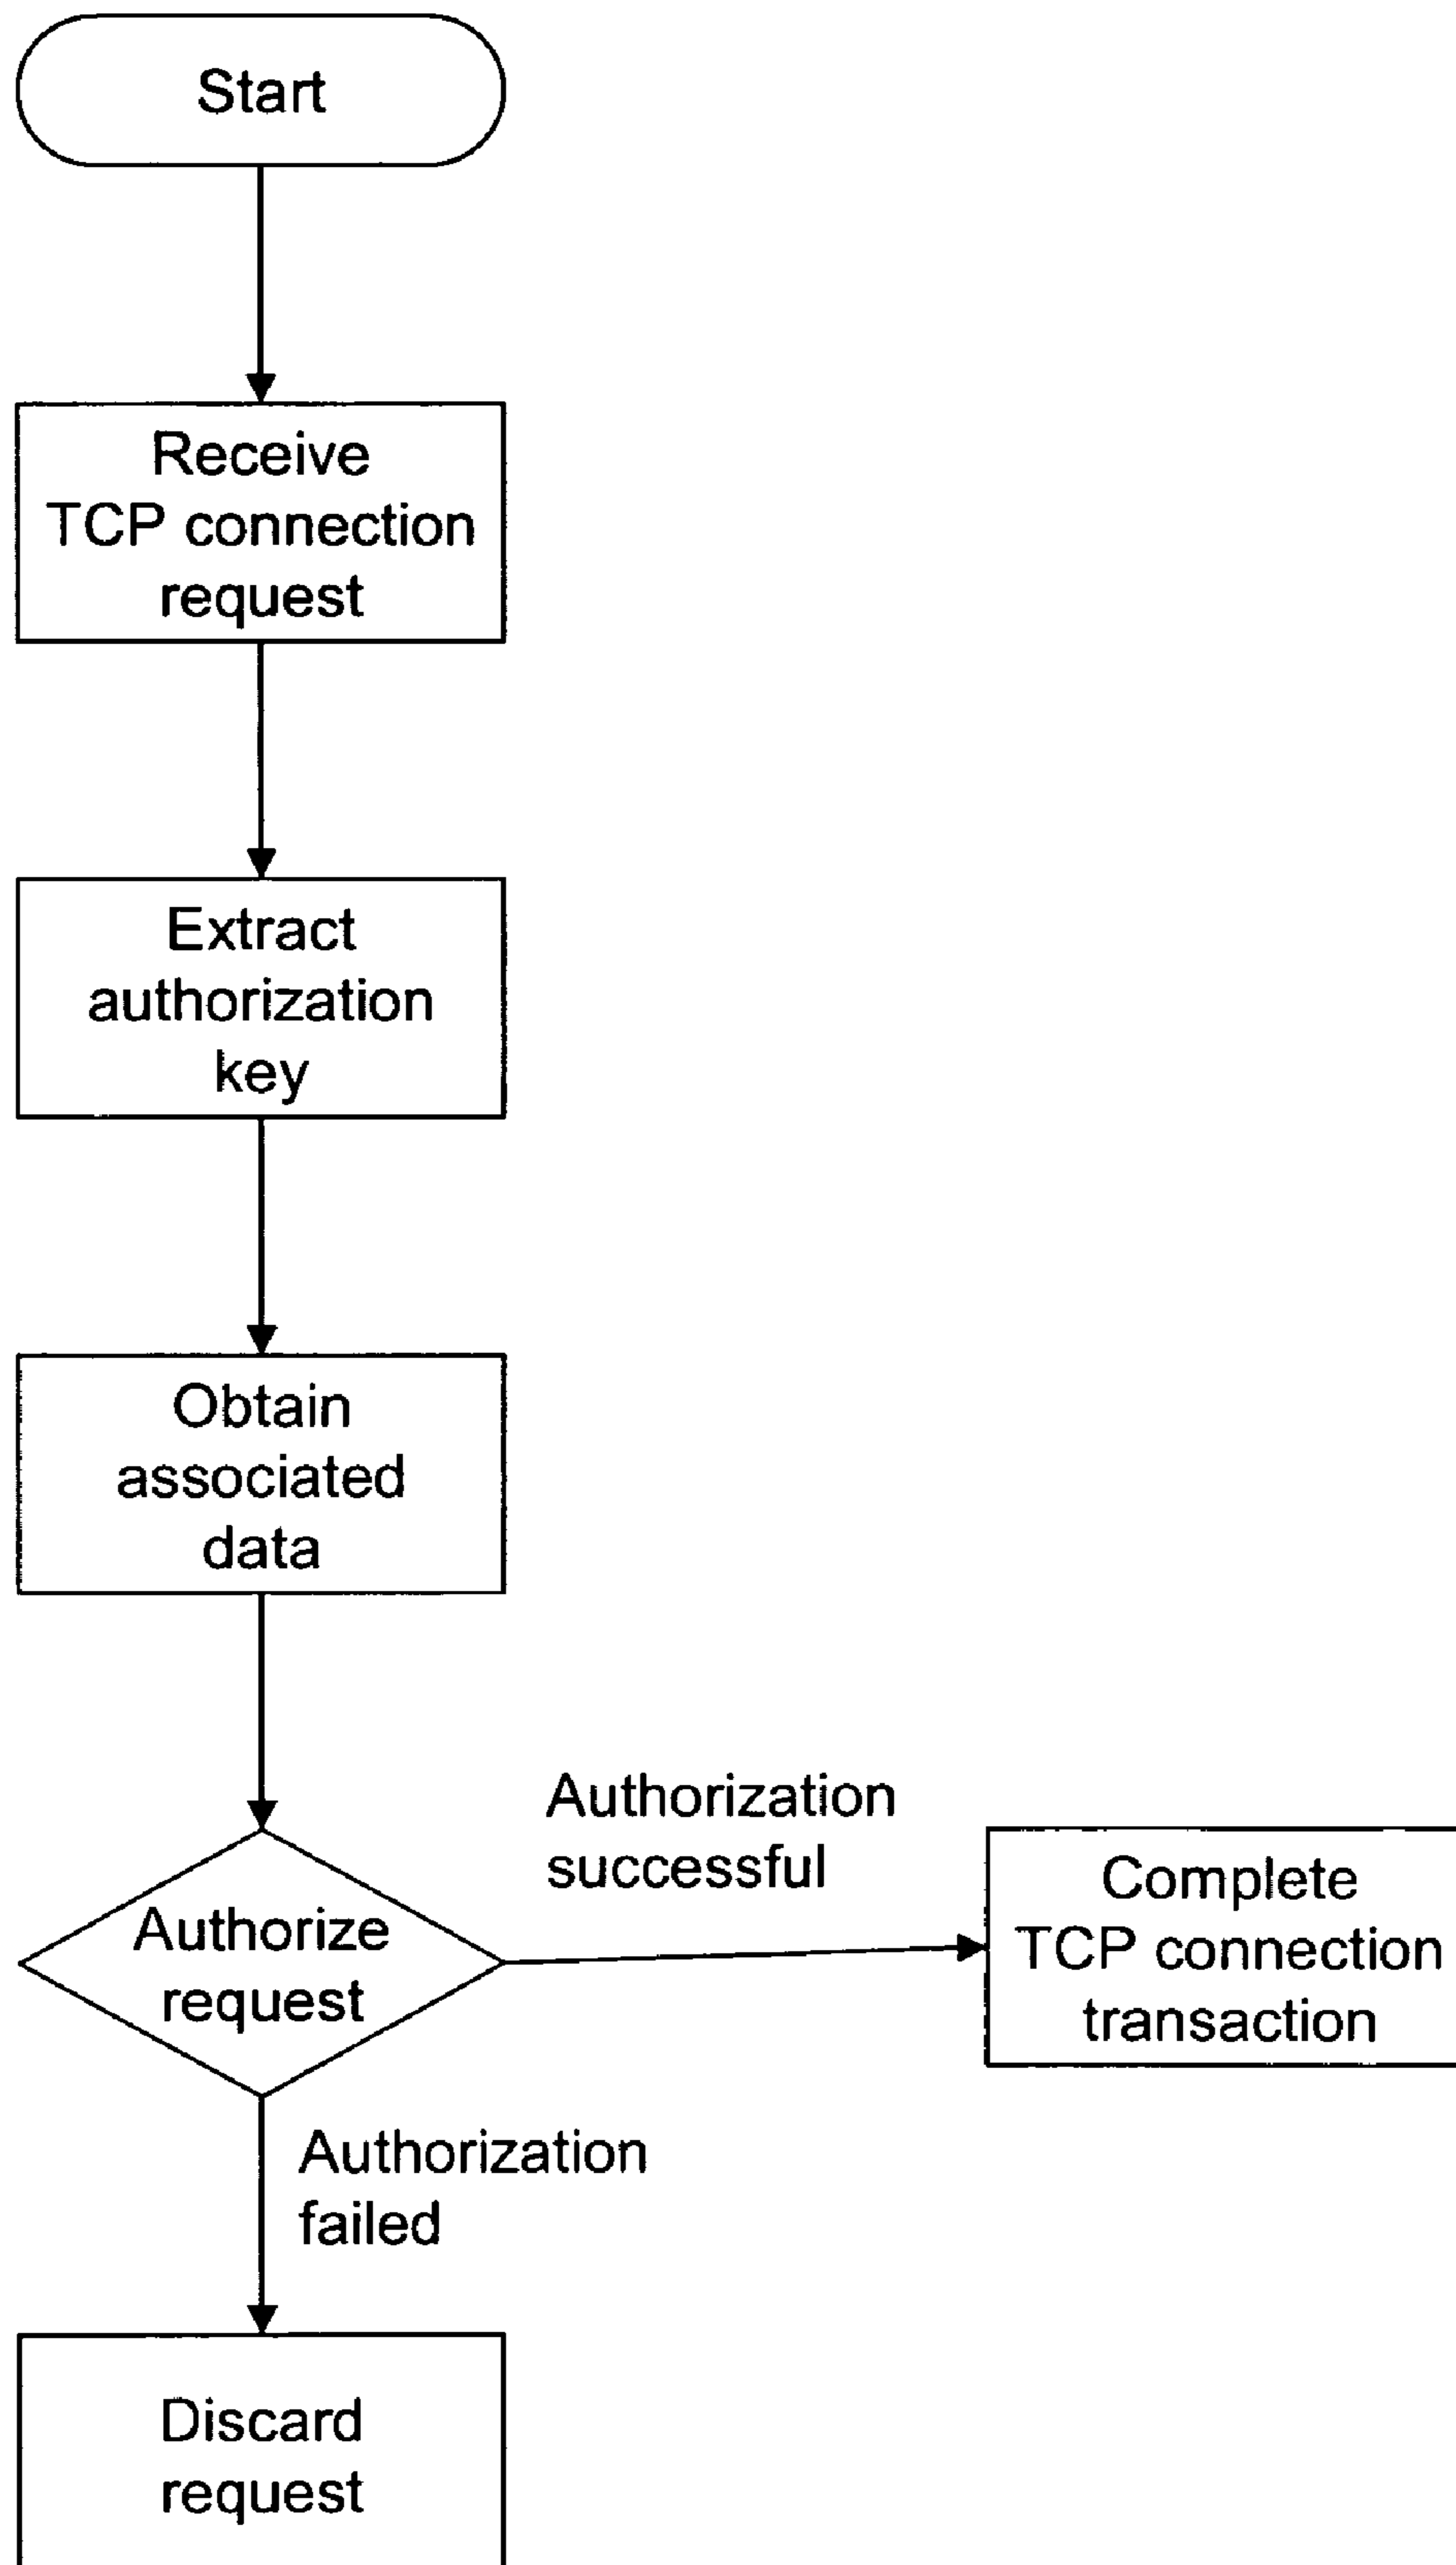 Start
Receive
TCP connection
request
Extract
authorization
key
Obtain
associated
data
Authorization
successful
Authorize
request
Complete
TCP connection
transaction
Authorization
failed
Discard
request